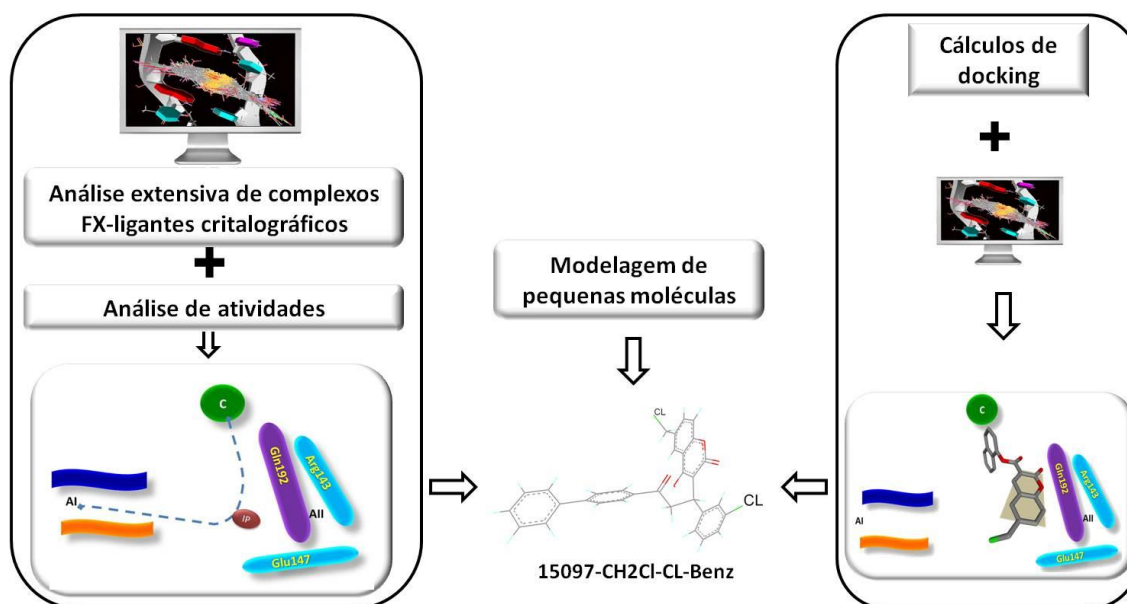 Análise extensiva de complexos
FX-ligantes critalográficos
Análise de atividades
C
Gln192
Arg143
AI
IP
AII
Glu147
Modelagem de
pequenas moléculas
CL
CL
15097-CH2Cl-CL-Benz
Cálculos de
docking
C
Gln192
Arg143
AI
AII
Glu147